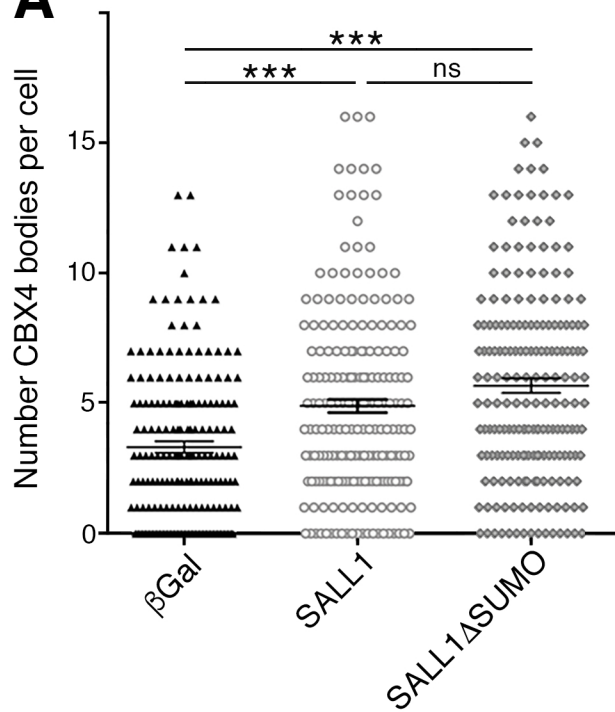 A
***
*** ns
Number CBX4 bodies per cell
15
10
5
0
βGal
SALL1
SALL1ΔSUMO